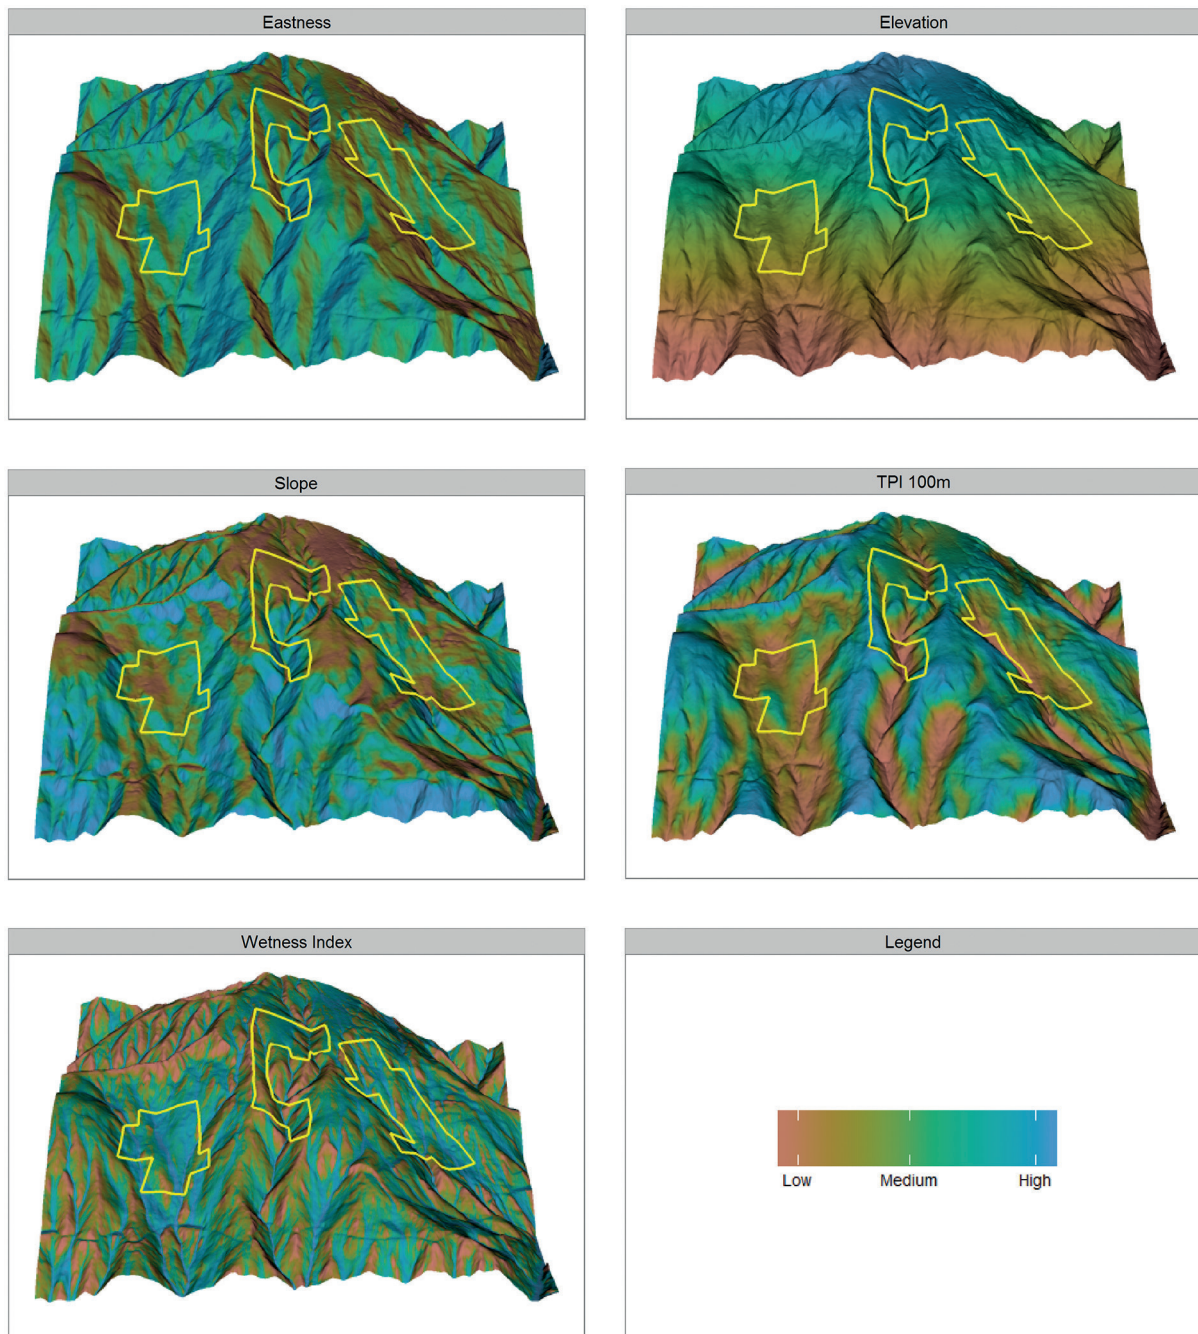 Eastness
Elevation
Slope
TPI 100m
Wetness Index
Legend
Low Medium High